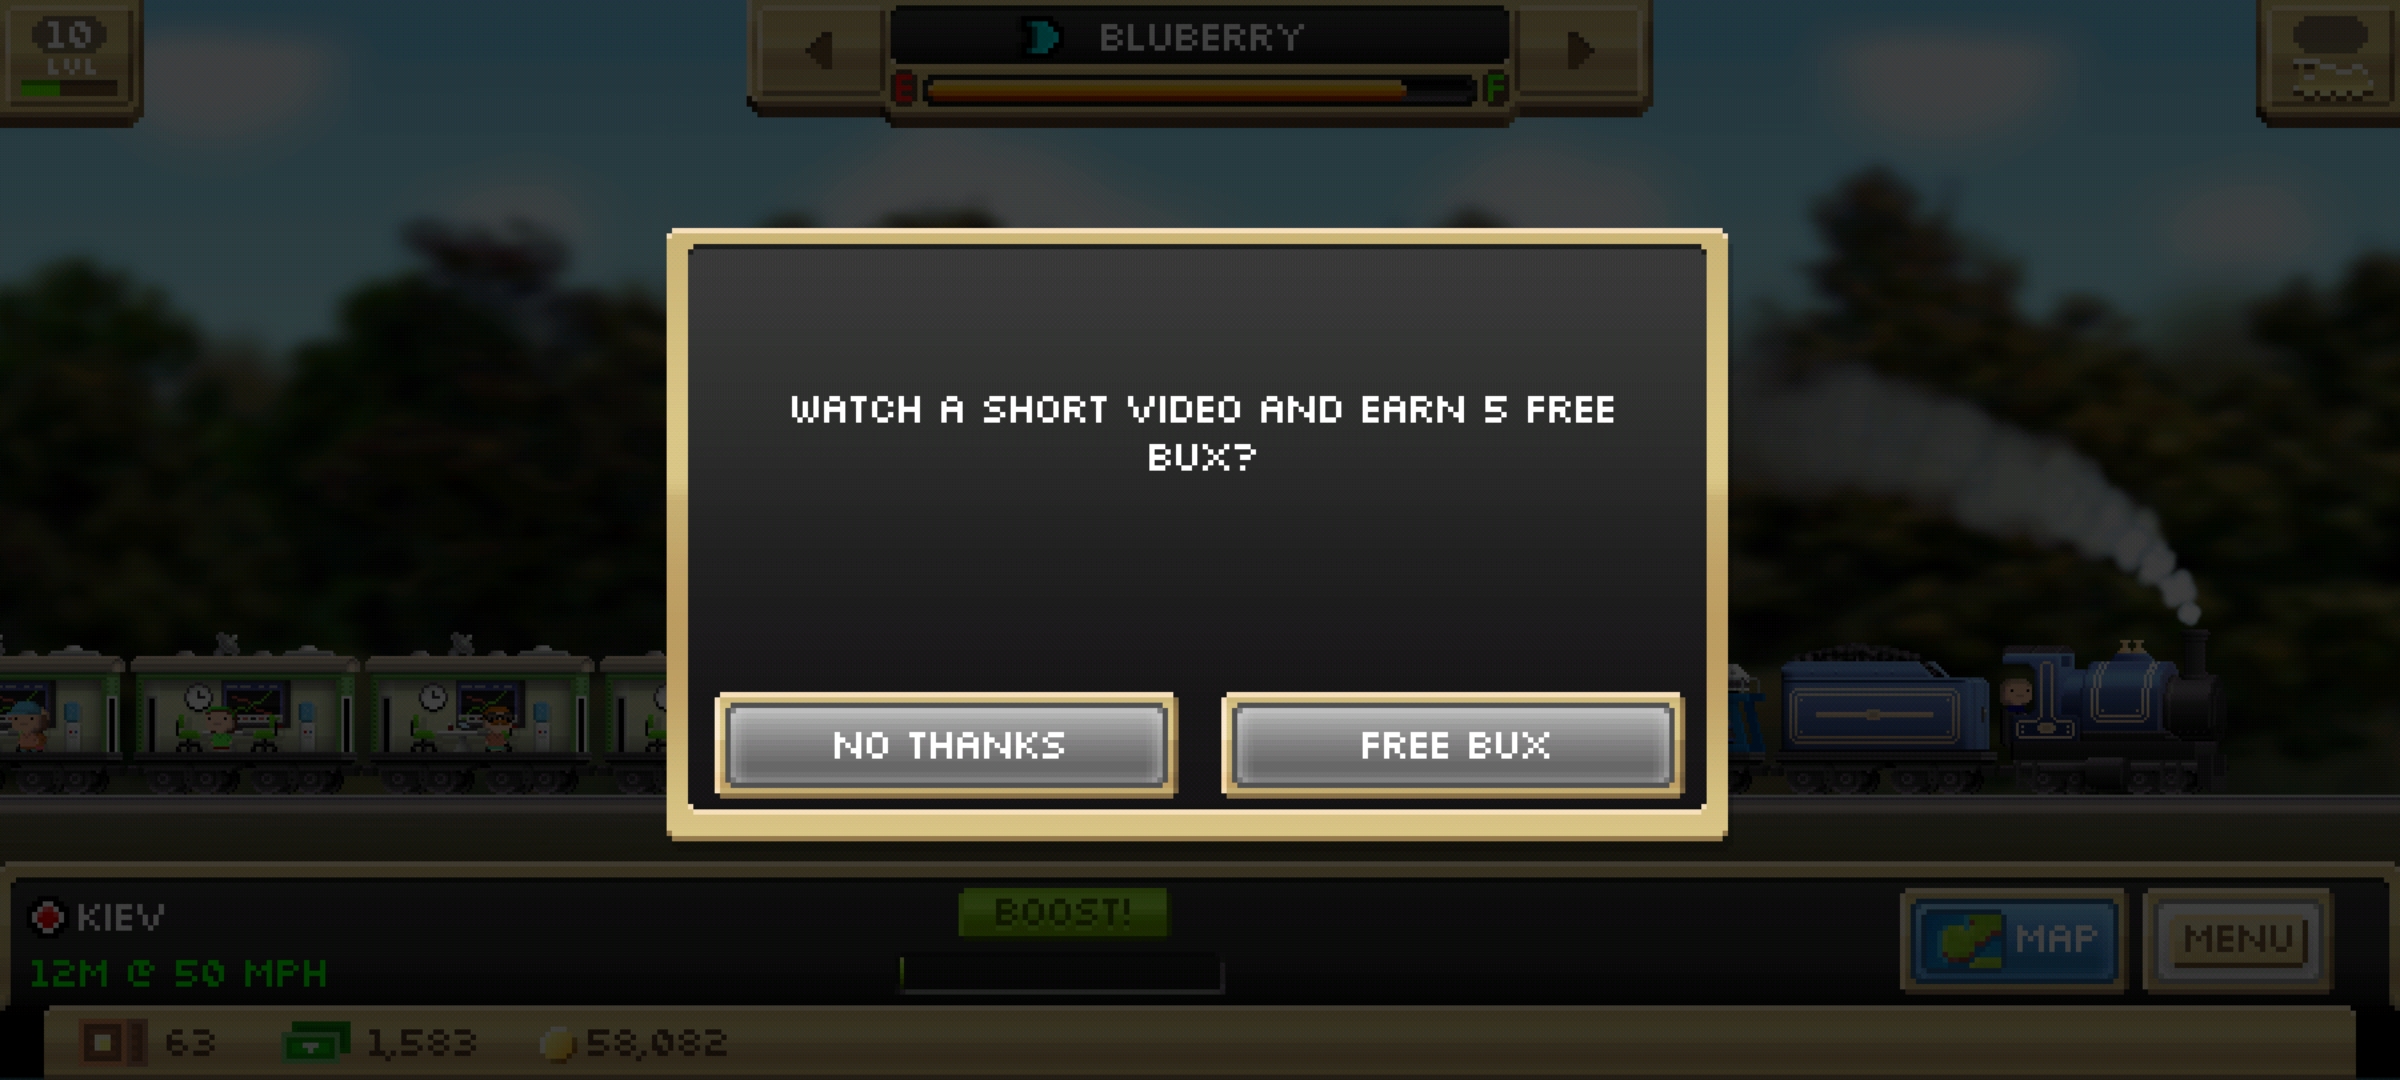 10
LVL
BLUBERRY
E F
WATCH A SHORT VIDEO AND EARN 5 FREE
BUX?
NO THANKS
FREE BUX
KIEV
12M @ 50 MPH
BOOST!
MAP
MENU
63
1,583
58,082